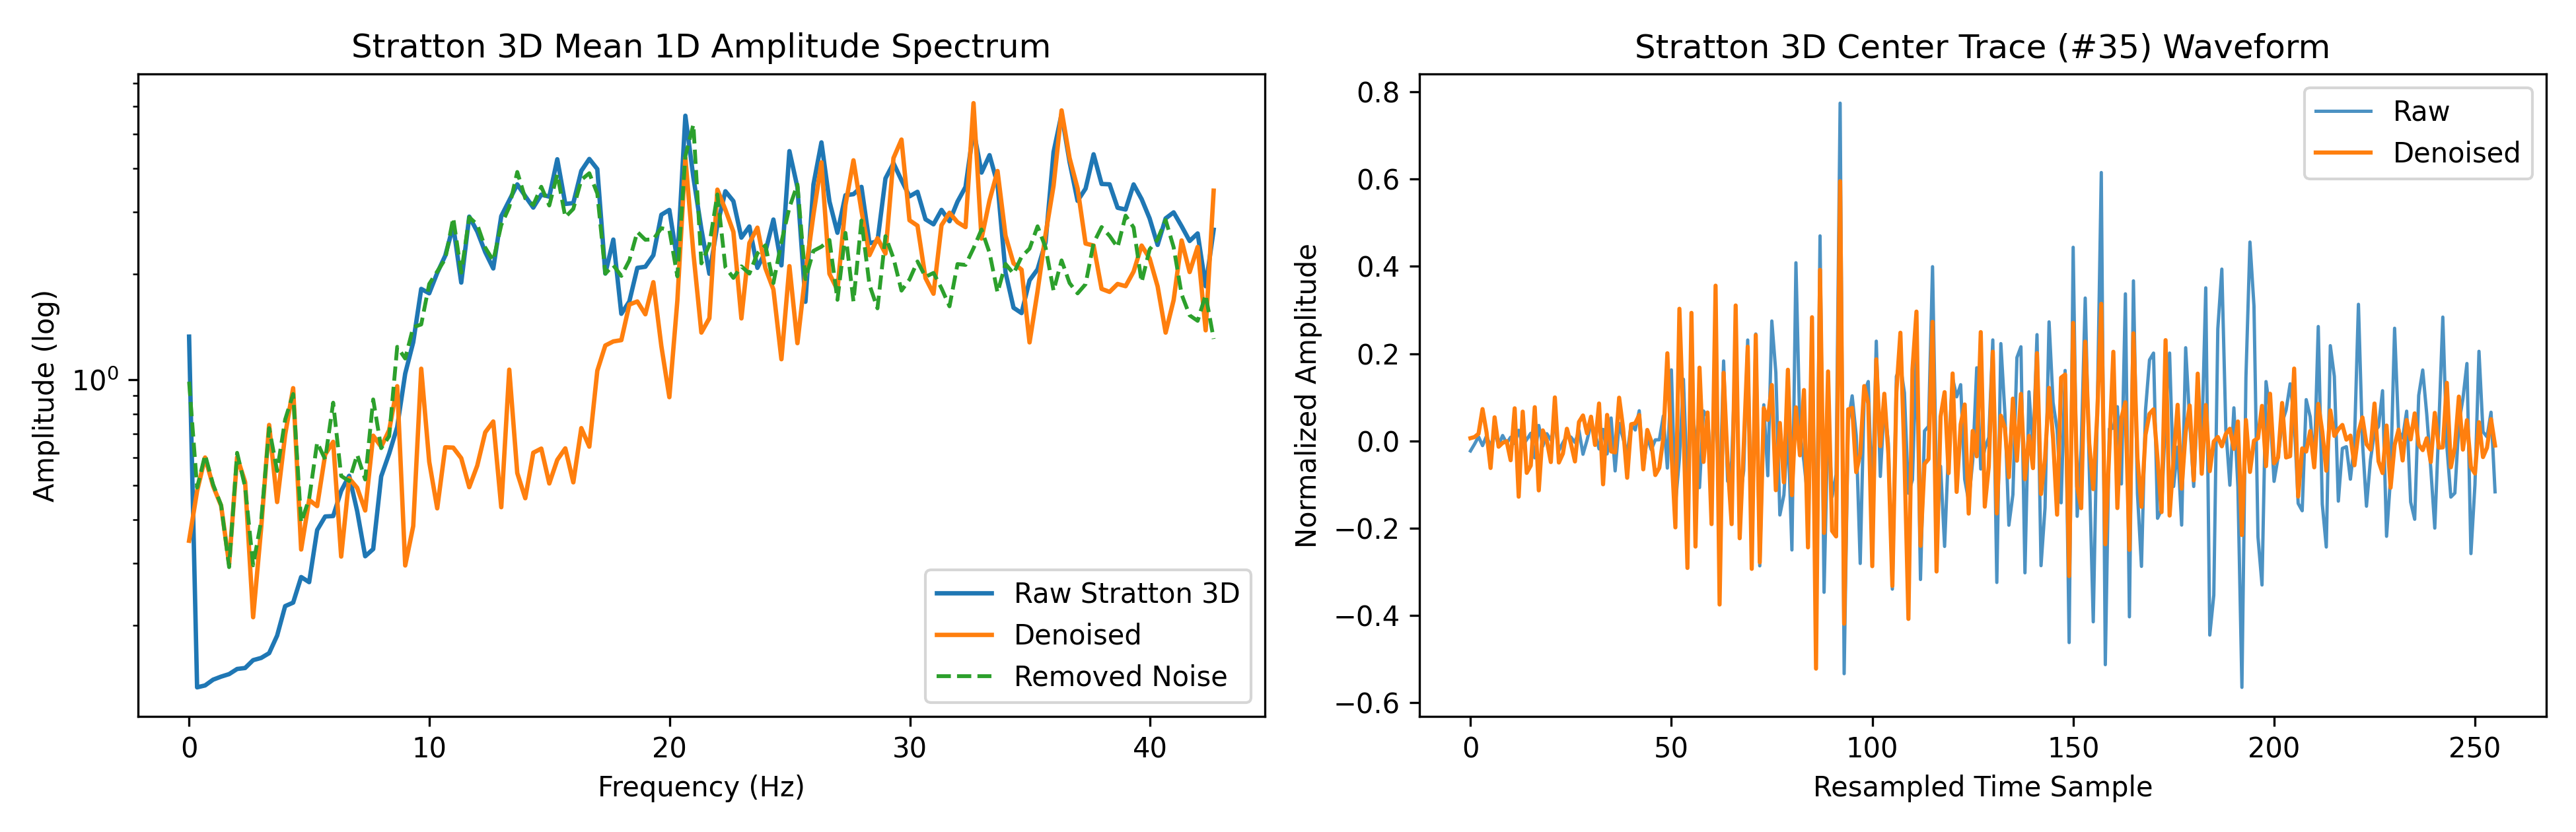 Stratton 3D Mean 1D Amplitude Spectrum
Amplitude (log)
10⁰
Raw Stratton 3D
Denoised
Removed Noise
0 10 20 30 40
Frequency (Hz)
Stratton 3D Center Trace (#35) Waveform
Normalized Amplitude
0.8
0.6
0.4
0.2
0.0
−0.2
−0.4
−0.6
Raw
Denoised
0 50 100 150 200 250
Resampled Time Sample